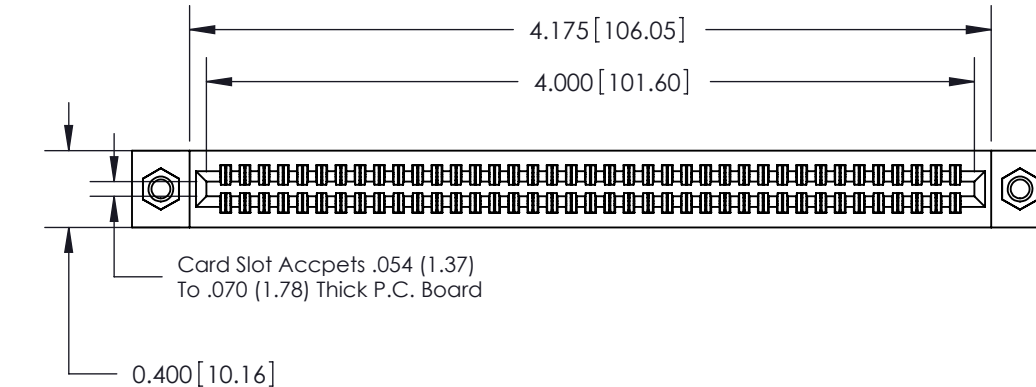 4.175[106.05]
4.000[101.60]
Card Slot Accpets .054 (1.37)
To .070 (1.78) Thick P.C. Board
0.400[10.16]